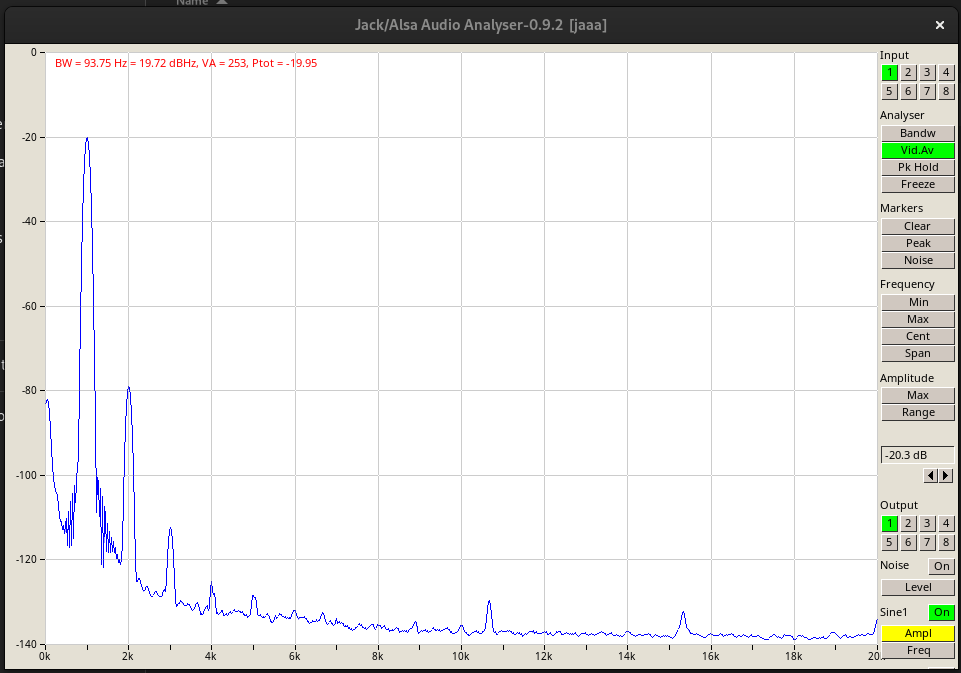 Name
Jack/Alsa Audio Analyser-0.9.2 [jaaa]
BW = 93.75 Hz = 19.72 dBHz, VA = 253, Ptot = -19.95
0
-20
-40
-60
-80
-100
-120
-140
0k 2k 4k 6k 8k 10k 12k 14k 16k 18k 20
Input
1 2 3 4
5 6 7 8
Analyser
Bandw
Vid.Av
Pk Hold
Freeze
Markers
Clear
Peak
Noise
Frequency
Min
Max
Cent
Span
Amplitude
Max
Range
-20.3 dB
Output
1 2 3 4
5 6 7 8
Noise On
Level
Sine1 On
Ampl
Freq